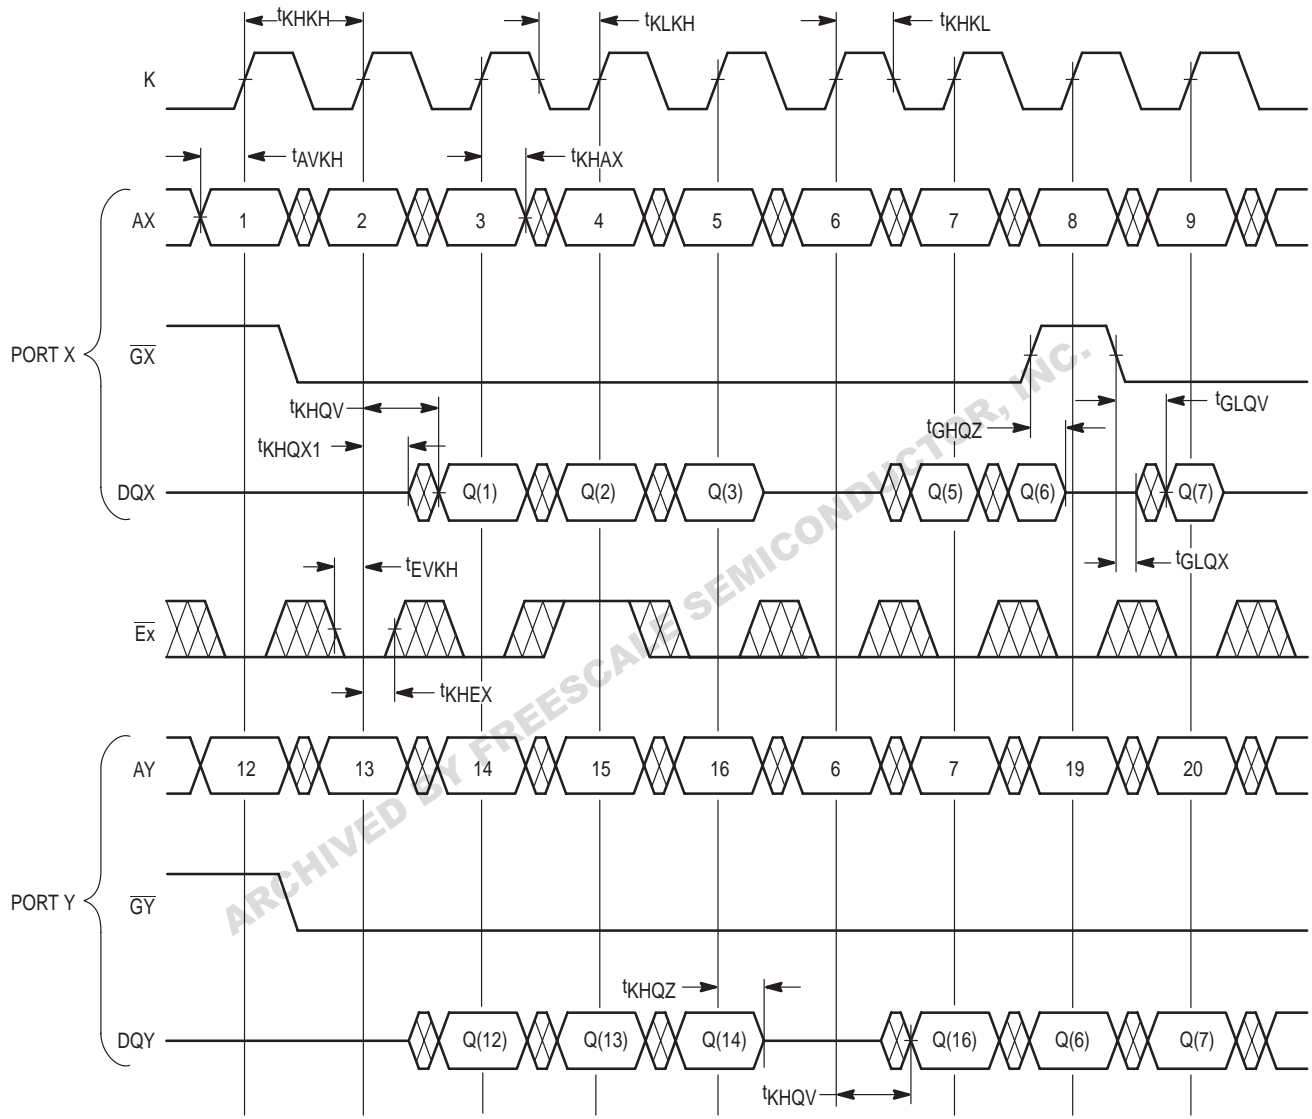 tKHKH tKLKH tKHKL
K
tAVKH tKHAX
AX 1 2 3 4 5 6 7 8 9
PORT X GX
tKHQV tGHQZ tGLQV
tKHQX1
DQX Q(1) Q(2) Q(3) Q(5) Q(6) Q(7)
tEVKH tGLQX
Ex
tKHEX
AY 12 13 14 15 16 6 7 19 20
PORT Y GY
tKHQZ
DQY Q(12) Q(13) Q(14) Q(16) Q(6) Q(7)
tKHQV
ARCHIVED BY FREESCALE SEMICONDUCTOR, INC.